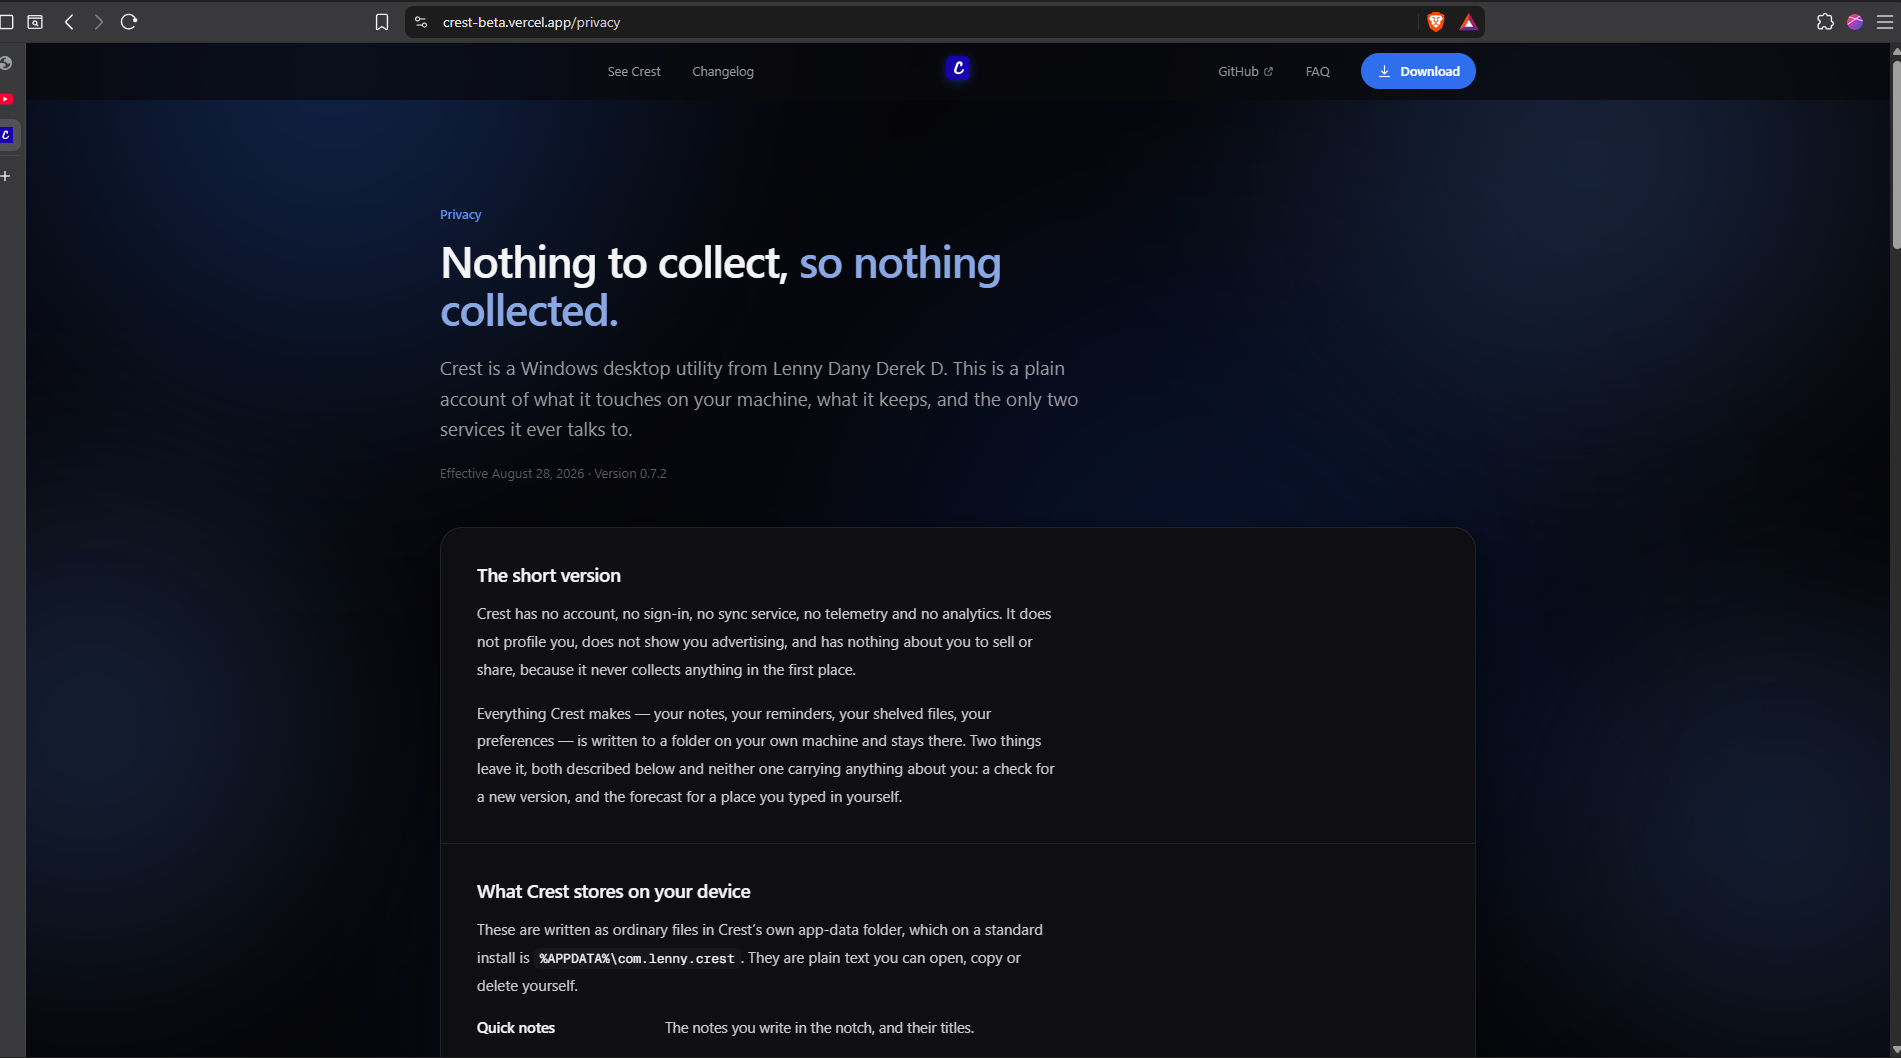 crest-beta.vercel.app/privacy
See Crest
Changelog
C
GitHub
FAQ
Download
C
Privacy
Nothing to collect, so nothing
collected.
Crest is a Windows desktop utility from Lenny Dany Derek D. This is a plain
account of what it touches on your machine, what it keeps, and the only two
services it ever talks to.
Effective August 28, 2026 · Version 0.7.2
The short version
Crest has no account, no sign-in, no sync service, no telemetry and no analytics. It does
not profile you, does not show you advertising, and has nothing about you to sell or
share, because it never collects anything in the first place.
Everything Crest makes — your notes, your reminders, your shelved files, your
preferences — is written to a folder on your own machine and stays there. Two things
leave it, both described below and neither one carrying anything about you: a check for
a new version, and the forecast for a place you typed in yourself.
What Crest stores on your device
These are written as ordinary files in Crest’s own app-data folder, which on a standard
install is %APPDATA%\com.lenny.crest. They are plain text you can open, copy or
delete yourself.
Quick notes
The notes you write in the notch, and their titles.